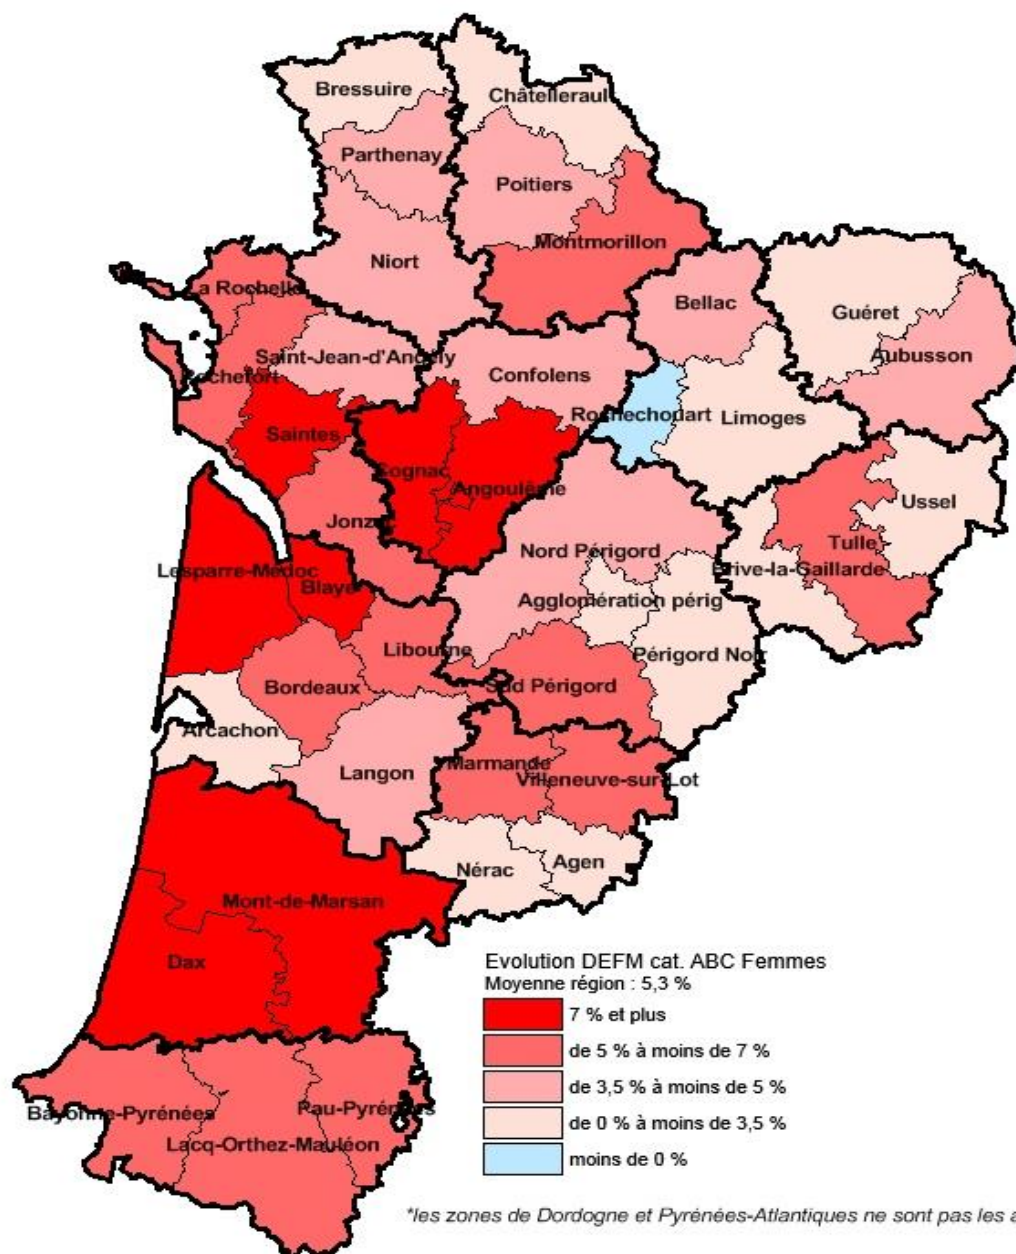 Bressuire
Châtelleraul
Parthenay
Poitiers
Montmorillon
Niort
La Rochelle
Bellac
Guéret
Saint-Jean-d'Angely
Aubusson
Rochefort
Confolens
Rochechouart
Limoges
Saintes
Cognac
Angoulême
Ussel
Jonzac
Nord Périgord
Tulle
Lesparre-Médoc
Brive-la-Gaillarde
Blaye
Agglomération périg
Libourne
Périgord Noir
Bordeaux
Sud Périgord
Arcachon
Langon
Marmande
Villeneuve-sur-Lot
Nérac
Agen
Mont-de-Marsan
Dax
Evolution DEFM cat. ABC Femmes
Moyenne région : 5,3 %
7 % et plus
de 5 % à moins de 7 %
de 3,5 % à moins de 5 %
de 0 % à moins de 3,5 %
moins de 0 %
Bayonne-Pyrénées
Pau-Pyrénées
Lacq-Orthez-Mauléon
*les zones de Dordogne et Pyrénées-Atlantiques ne sont pas les a